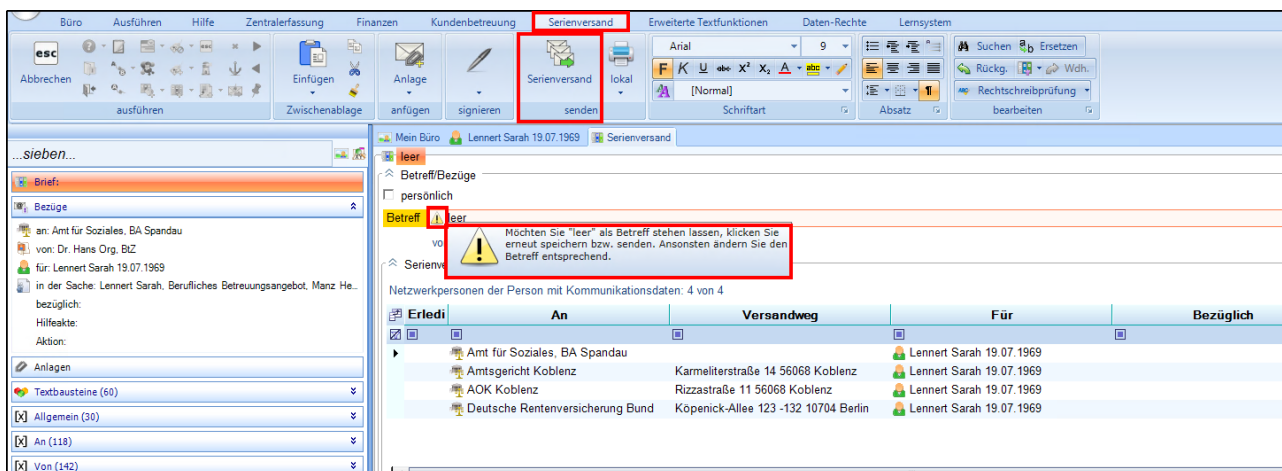 Büro Ausführen Hilfe Zentralerfassung Finanzen Kundenbetreuung Serienversand Erweiterte Textfunktionen Daten-Rechte Lernsystem
esc
Abbrechen
ausführen
Einfügen
Zwischenablage
Anlage
anfügen
signieren
Serienversand lokal
senden
Arial 9
F K U abc X² X₂ A abc
[Normal]
Schriftart
Absatz
Suchen Ersetzen
Rückg. Wdh.
Rechtschreibprüfung
bearbeiten
...sieben...
Brief:
Bezüge
an: Amt für Soziales, BA Spandau
von: Dr. Hans Org, BtZ
für: Lennert Sarah 19.07.1969
in der Sache: Lennert Sarah, Berufliches Betreuungsangebot, Manz He...
bezüglich:
Hilfeakte:
Aktion:
Anlagen
Textbausteine (60)
[x] Allgemein (30)
[x] An (118)
[x] Von (142)
Mein Büro Lennert Sarah 19.07.1969 Serienversand
leer
Betreff/Bezüge
persönlich
Betreff leer
vo
Möchten Sie "leer" als Betreff stehen lassen, klicken Sie
erneut speichern bzw. senden. Ansonsten ändern Sie den
Betreff entsprechend.
Serienve
Netzwerkpersonen der Person mit Kommunikationsdaten: 4 von 4
Erledi An Versandweg Für Bezüglich
Amt für Soziales, BA Spandau Lennert Sarah 19.07.1969
Amtsgericht Koblenz Karmeliterstraße 14 56068 Koblenz Lennert Sarah 19.07.1969
AOK Koblenz Rizzastraße 11 56068 Koblenz Lennert Sarah 19.07.1969
Deutsche Rentenversicherung Bund Köpenick-Allee 123 -132 10704 Berlin Lennert Sarah 19.07.1969